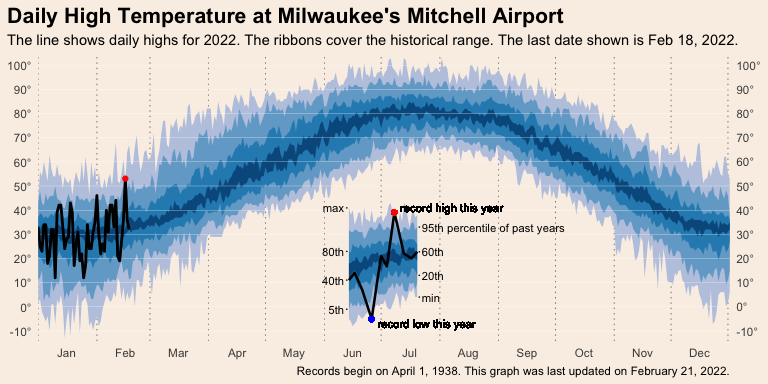 Daily High Temperature at Milwaukee's Mitchell Airport
The line shows daily highs for 2022. The ribbons cover the historical range. The last date shown is Feb 18, 2022.
100° 100°
90° 90°
80° 80°
70° 70°
60° 60°
50° 50°
40° 40°
30° 30°
20° 20°
10° 10°
0° 0°
-10° -10°
max record high this year
95th percentile of past years
80th 60th
40th 20th
5th min
record low this year
Jan Feb Mar Apr May Jun Jul Aug Sep Oct Nov Dec
Records begin on April 1, 1938. This graph was last updated on February 21, 2022.